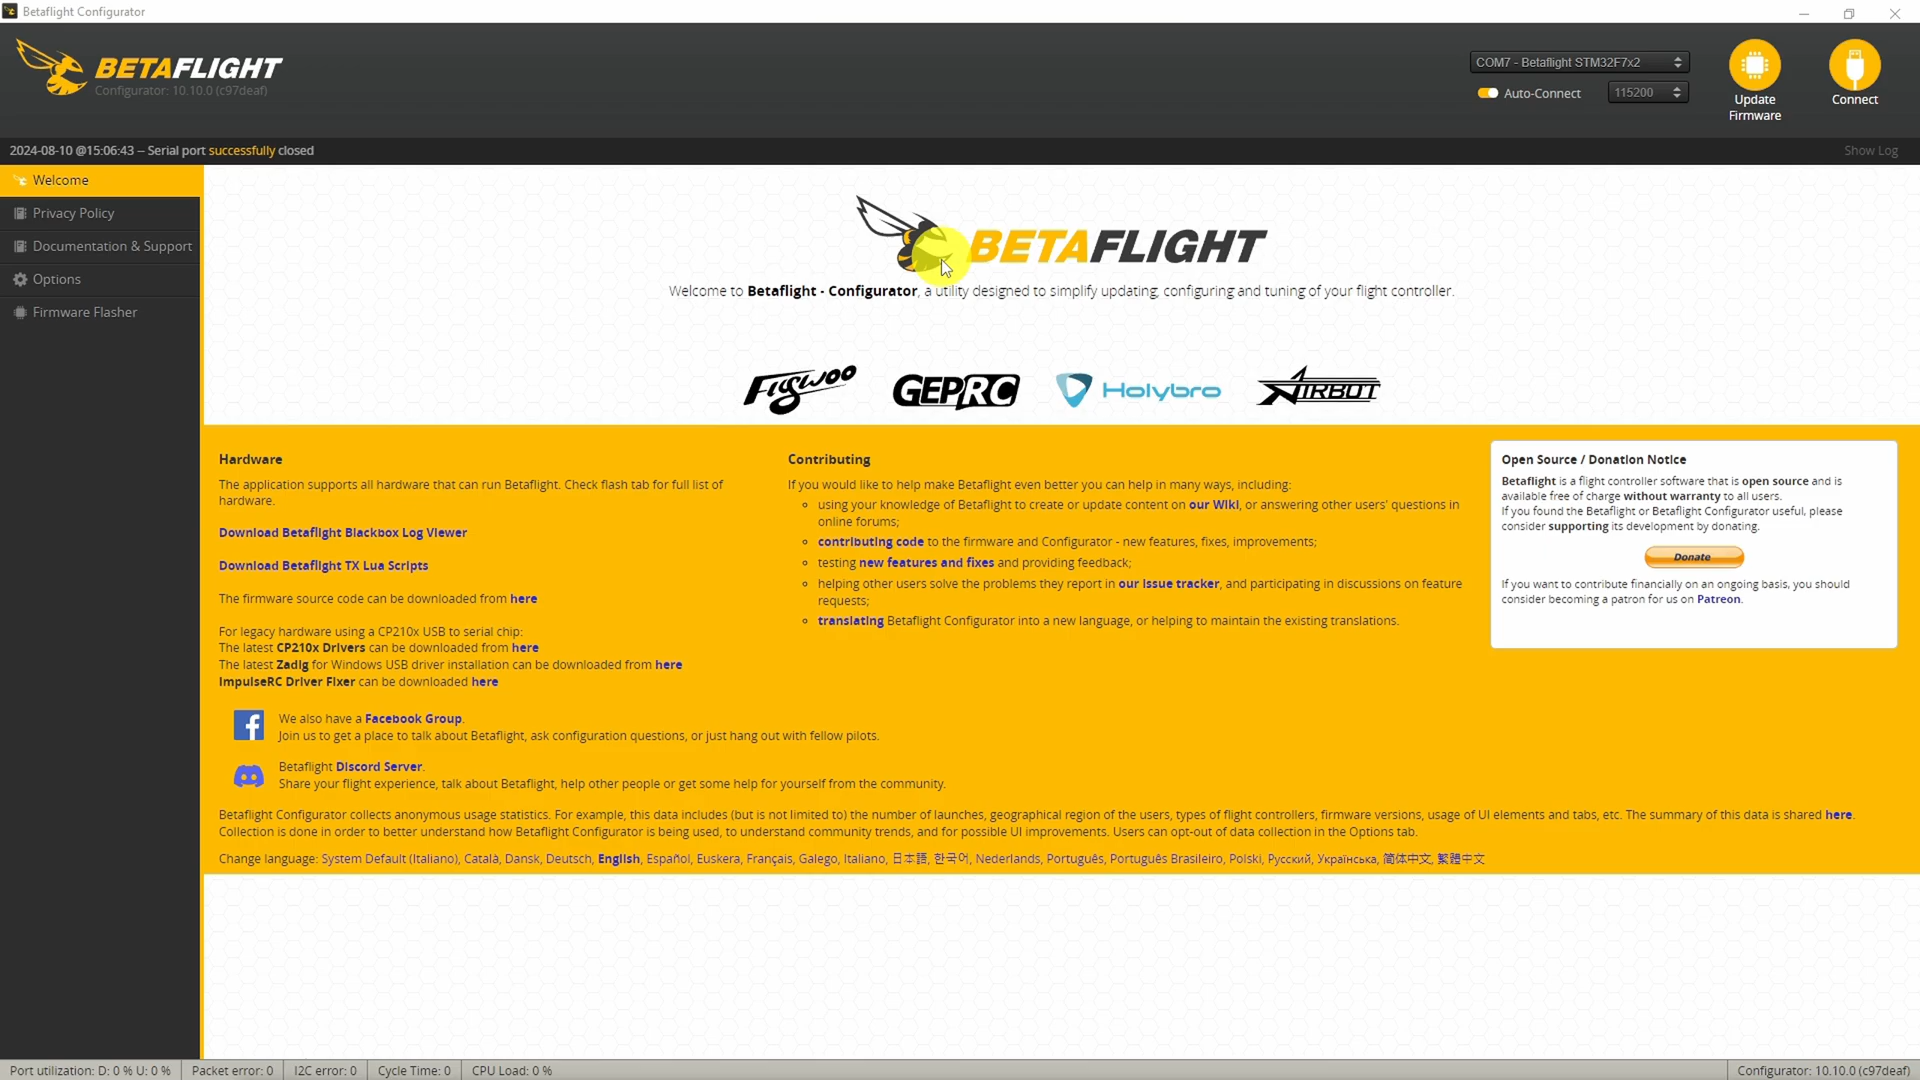 Betaflight Configurator
BETAFLIGHT
Configurator: 10.10.0 (c97deaf)
COM7 - Betaflight STM32F7x2
Auto-Connect
115200
Update
Firmware
Connect
2024-08-10 @15:06:43 -- Serial port successfully closed
Show Log
Welcome
Privacy Policy
Documentation & Support
Options
Firmware Flasher
BETAFLIGHT
Welcome to Betaflight - Configurator, a utility designed to simplify updating, configuring and tuning of your flight controller.
FLYWOO
GEPRC
Holybro
AIRBOT
Hardware
The application supports all hardware that can run Betaflight. Check flash tab for full list of
hardware.
Download Betaflight Blackbox Log Viewer
Download Betaflight TX Lua Scripts
The firmware source code can be downloaded from here
For legacy hardware using a CP210x USB to serial chip:
The latest CP210x Drivers can be downloaded from here
The latest Zadig for Windows USB driver installation can be downloaded from here
ImpulseRC Driver Fixer can be downloaded here
We also have a Facebook Group.
Join us to get a place to talk about Betaflight, ask configuration questions, or just hang out with fellow pilots.
Betaflight Discord Server.
Share your flight experience, talk about Betaflight, help other people or get some help for yourself from the community.
Contributing
If you would like to help make Betaflight even better you can help in many ways, including:
using your knowledge of Betaflight to create or update content on our Wiki, or answering other users' questions in
online forums;
contributing code to the firmware and Configurator - new features, fixes, improvements;
testing new features and fixes and providing feedback;
helping other users solve the problems they report in our issue tracker, and participating in discussions on feature
requests;
translating Betaflight Configurator into a new language, or helping to maintain the existing translations.
Open Source / Donation Notice
Betaflight is a flight controller software that is open source and is
available free of charge without warranty to all users.
If you found the Betaflight or Betaflight Configurator useful, please
consider supporting its development by donating.
Donate
If you want to contribute financially on an ongoing basis, you should
consider becoming a patron for us on Patreon.
Betaflight Configurator collects anonymous usage statistics. For example, this data includes (but is not limited to) the number of launches, geographical region of the users, types of flight controllers, firmware versions, usage of UI elements and tabs, etc. The summary of this data is shared here.
Collection is done in order to better understand how Betaflight Configurator is being used, to understand community trends, and for possible UI improvements. Users can opt-out of data collection in the Options tab.
Change language: System Default (Italiano), Català, Dansk, Deutsch, English, Español, Euskera, Français, Galego, Italiano, 日本語, 한국어, Nederlands, Português, Português Brasileiro, Polski, Русский, Українська, 简体中文, 繁體中文
Port utilization: D: 0 % U: 0 %
Packet error: 0
I2C error: 0
Cycle Time: 0
CPU Load: 0 %
Configurator: 10.10.0 (c97deaf)